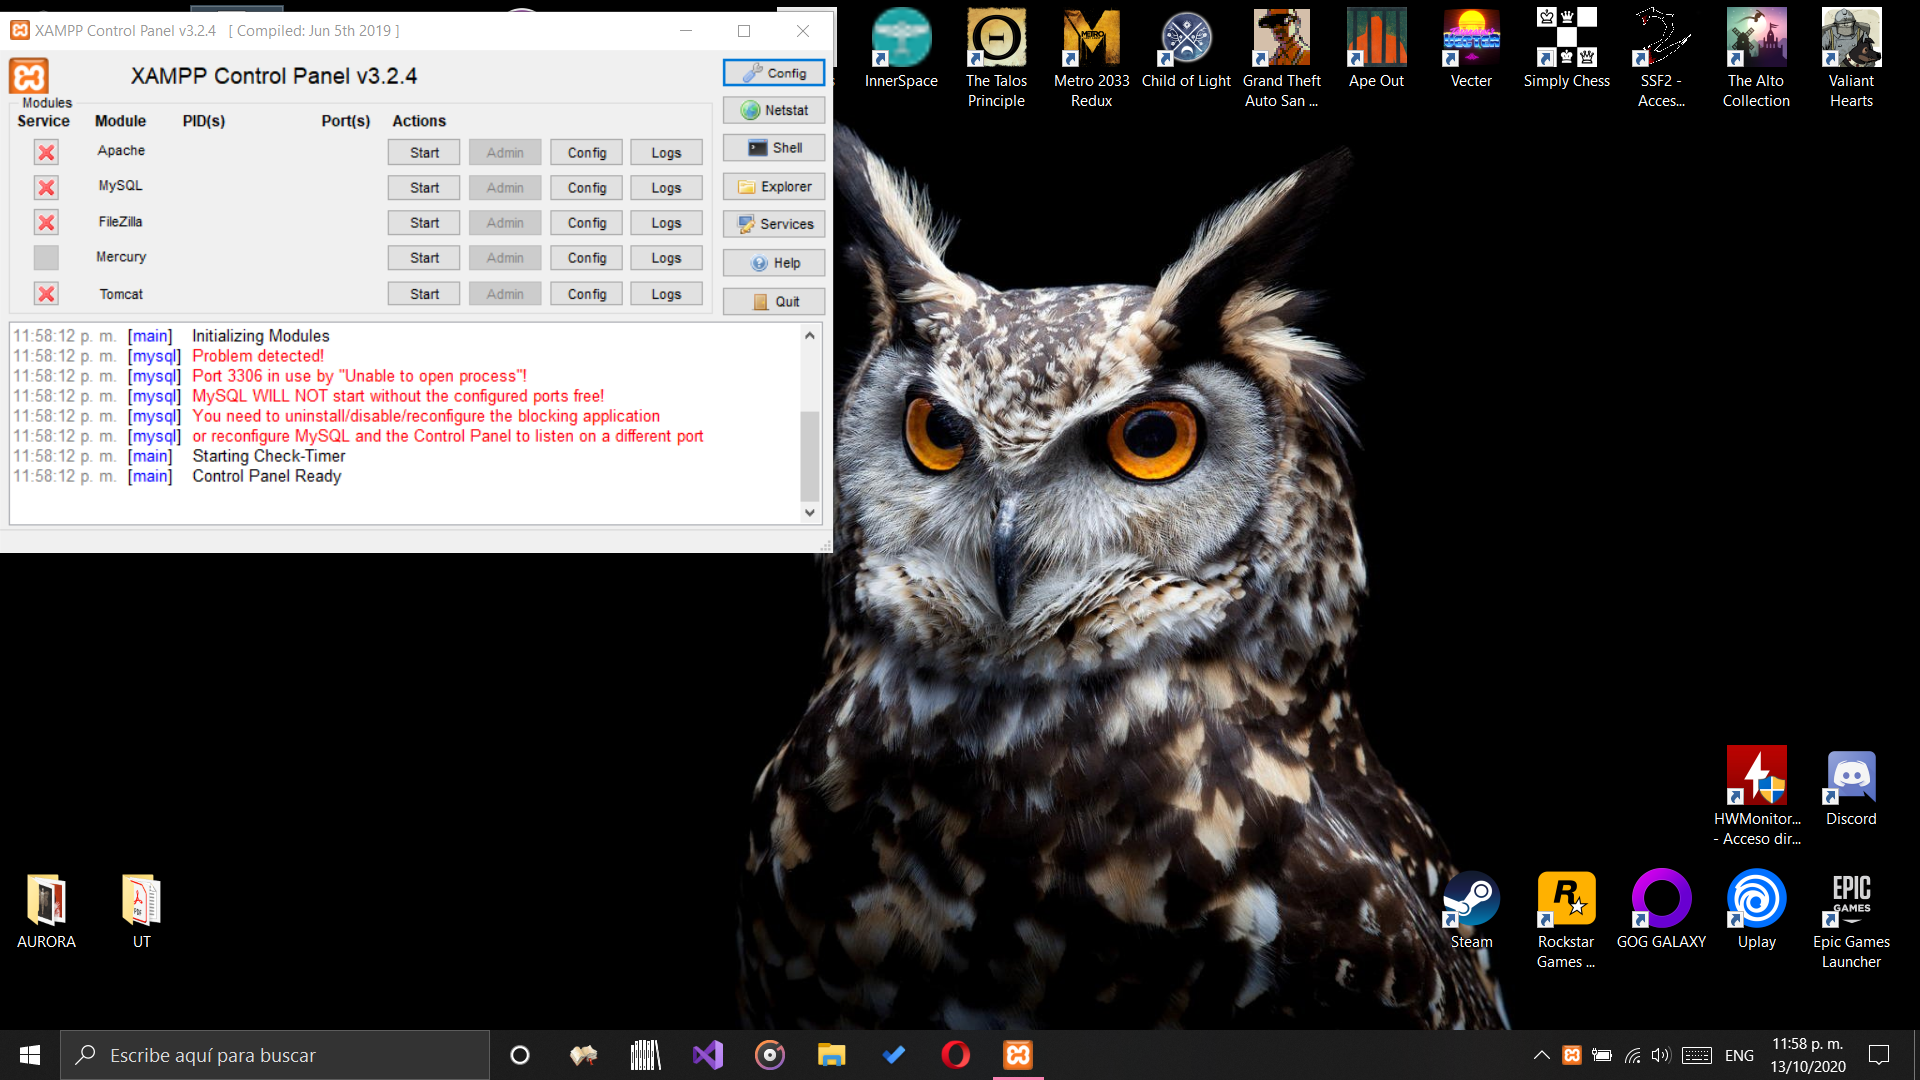 XAMPP Control Panel v3.2.4 [ Compiled: Jun 5th 2019 ]
XAMPP Control Panel v3.2.4
Config
Modules
Service Module PID(s) Port(s) Actions
Netstat
Apache Start Admin Config Logs
Shell
MySQL Start Admin Config Logs
Explorer
FileZilla Start Admin Config Logs
Services
Mercury Start Admin Config Logs
Help
Tomcat Start Admin Config Logs
Quit
11:58:12 p. m. [main] Initializing Modules
11:58:12 p. m. [mysql] Problem detected!
11:58:12 p. m. [mysql] Port 3306 in use by "Unable to open process"!
11:58:12 p. m. [mysql] MySQL WILL NOT start without the configured ports free!
11:58:12 p. m. [mysql] You need to uninstall/disable/reconfigure the blocking application
11:58:12 p. m. [mysql] or reconfigure MySQL and the Control Panel to listen on a different port
11:58:12 p. m. [main] Starting Check-Timer
11:58:12 p. m. [main] Control Panel Ready
METRO
InnerSpace
The Talos
Principle
Metro 2033
Redux
Child of Light
Grand Theft
Auto San ...
Ape Out
Vecter
Simply Chess
SSF2 -
Acces...
The Alto
Collection
Valiant
Hearts
HWMonitor...
- Acceso dir...
Discord
PDF
AURORA
UT
Steam
R
Rockstar
Games ...
GOG GALAXY
Uplay
EPIC
GAMES
Epic Games
Launcher
Escribe aquí para buscar
ENG
11:58 p. m.
13/10/2020